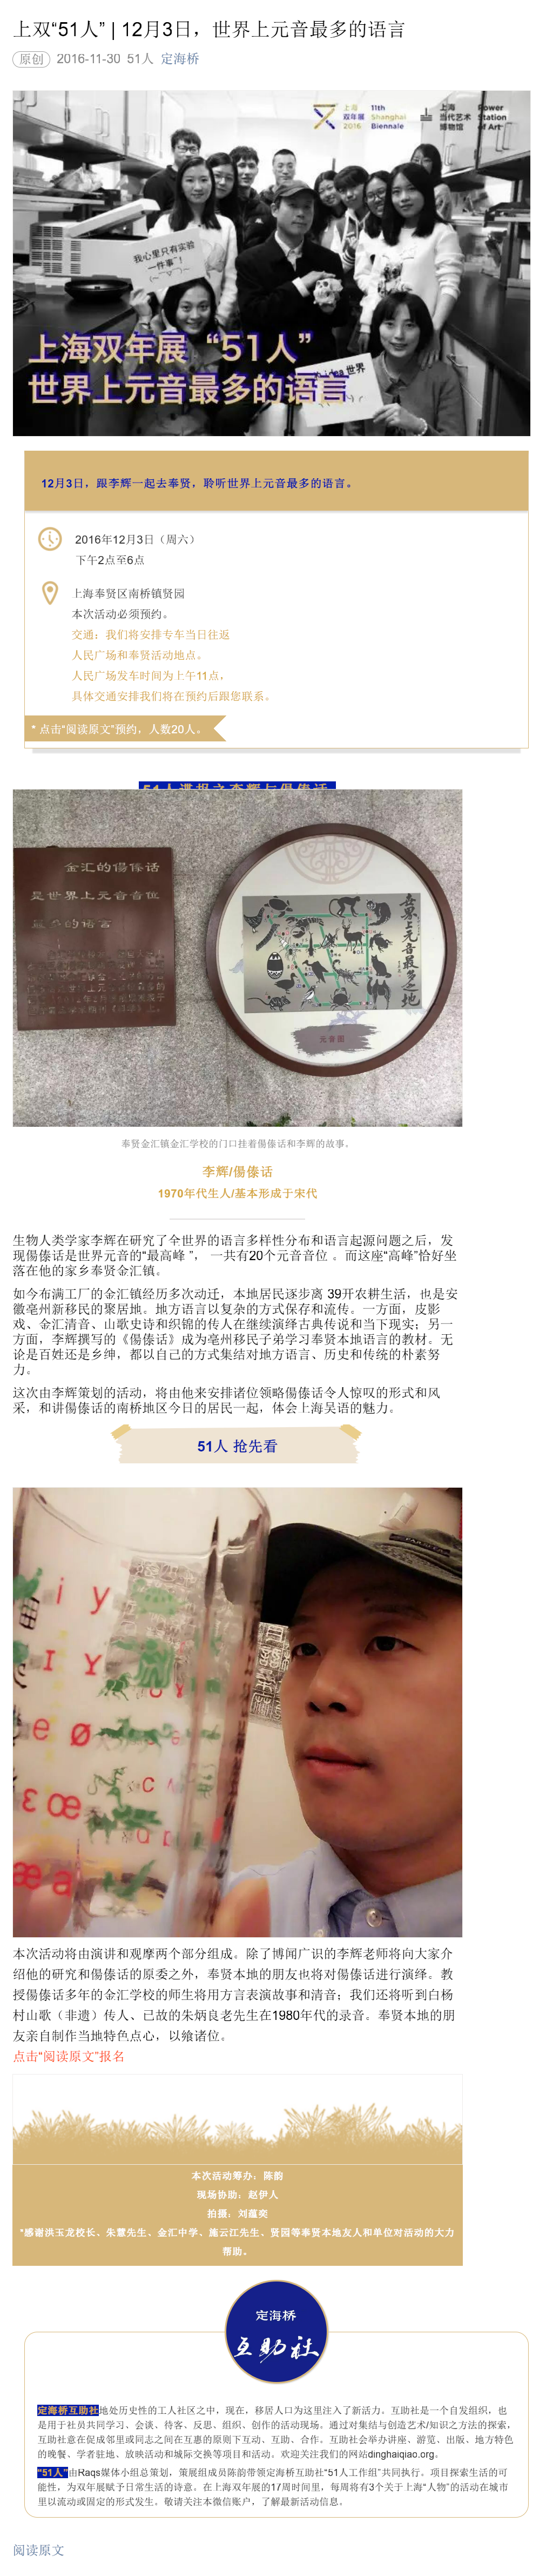 上双“51人” | 12月3日，世界上元音最多的语言
原创 2016-11-30 51人 定海桥
上海双年展 2016
11th Shanghai Biennale
上海当代艺术博物馆
Power Station of Art
我心里只有实验一件事”！
世界
上海双年展 “51人”
世界上元音最多的语言
12月3日，跟李辉一起去奉贤，聆听世界上元音最多的语言。
2016年12月3日（周六）
下午2点至6点
上海奉贤区南桥镇贤园
本次活动必须预约。
交通：我们将安排专车当日往返
人民广场和奉贤活动地点。
人民广场发车时间为上午11点，
具体交通安排我们将在预约后跟您联系。
* 点击“阅读原文”预约，人数20人。
51人谍报之李辉与偒傣话
金汇的偒傣话
是世界上元音音位
最多的语言
世界上元音最多之地
元音图
奉贤金汇镇金汇学校的门口挂着偒傣话和李辉的故事。
李辉/偒傣话
1970年代生人/基本形成于宋代
生物人类学家李辉在研究了全世界的语言多样性分布和语言起源问题之后，发
现偒傣话是世界元音的“最高峰 ”， 一共有20个元音音位 。而这座“高峰”恰好坐
落在他的家乡奉贤金汇镇。
如今布满工厂的金汇镇经历多次动迁，本地居民逐步离 39开农耕生活，也是安
徽亳州新移民的聚居地。地方语言以复杂的方式保存和流传。一方面，皮影
戏、金汇清音、山歌史诗和织锦的传人在继续演绎古典传说和当下现实；另一
方面，李辉撰写的《偒傣话》成为亳州移民子弟学习奉贤本地语言的教材。无
论是百姓还是乡绅，都以自己的方式集结对地方语言、历史和传统的朴素努
力。
这次由李辉策划的活动，将由他来安排诸位领略偒傣话令人惊叹的形式和风
采，和讲偒傣话的南桥地区今日的居民一起，体会上海吴语的魅力。
51人 抢先看
i y
I Y
e ø
ɛ œ
æ a
本次活动将由演讲和观摩两个部分组成。除了博闻广识的李辉老师将向大家介
绍他的研究和偒傣话的原委之外，奉贤本地的朋友也将对偒傣话进行演绎。教
授偒傣话多年的金汇学校的师生将用方言表演故事和清音；我们还将听到白杨
村山歌（非遗）传人、已故的朱炳良老先生在1980年代的录音。奉贤本地的朋
友亲自制作当地特色点心，以飨诸位。
点击“阅读原文”报名
本次活动筹办：陈韵
现场协助：赵伊人
拍摄：刘蕴奕
*感谢洪玉龙校长、朱慧先生、金汇中学、施云江先生、贤园等奉贤本地友人和单位对活动的大力
帮助。
定海桥
互助社
定海桥互助社地处历史性的工人社区之中，现在，移居人口为这里注入了新活力。互助社是一个自发组织，也
是用于社员共同学习、会谈、待客、反思、组织、创作的活动现场。通过对集结与创造艺术/知识之方法的探索，
互助社意在促成邻里或同志之间在互惠的原则下互动、互助、合作。互助社会举办讲座、游览、出版、地方特色
的晚餐、学者驻地、放映活动和城际交换等项目和活动。欢迎关注我们的网站dinghaiqiao.org。
“51人”由Raqs媒体小组总策划，策展组成员陈韵带领定海桥互助社“51人工作组”共同执行。项目探索生活的可
能性，为双年展赋予日常生活的诗意。在上海双年展的17周时间里，每周将有3个关于上海“人物”的活动在城市
里以流动或固定的形式发生。敬请关注本微信账户，了解最新活动信息。
阅读原文